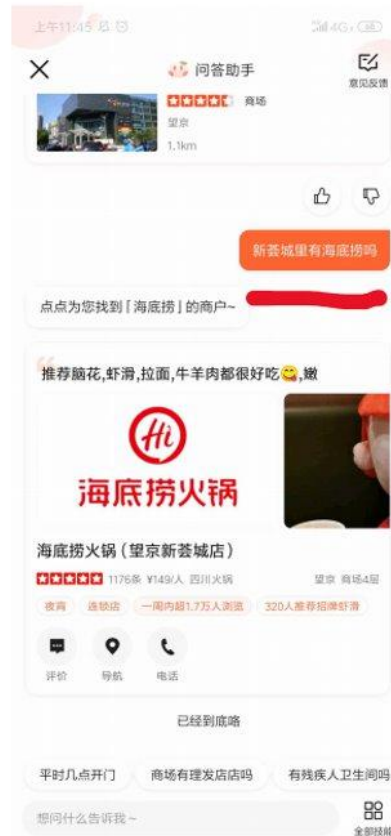 上午11:45
4G
问答助手
意见反馈
商场
望京
1.1km
新荟城里有海底捞吗
点点为您找到「海底捞」的商户~
推荐脑花,虾滑,拉面,牛羊肉都很好吃😋,嫩
Hi
海底捞火锅
海底捞火锅（望京新荟城店）
1176条 ¥149/人 四川火锅 望京 商场4层
夜宵 连锁店 一周内超1.7万人浏览 320人推荐招牌虾滑
评价 导航 电话
已经到底咯
平时几点开门 商场有理发店店吗 有残疾人卫生间吗
想问什么告诉我~
全部技能